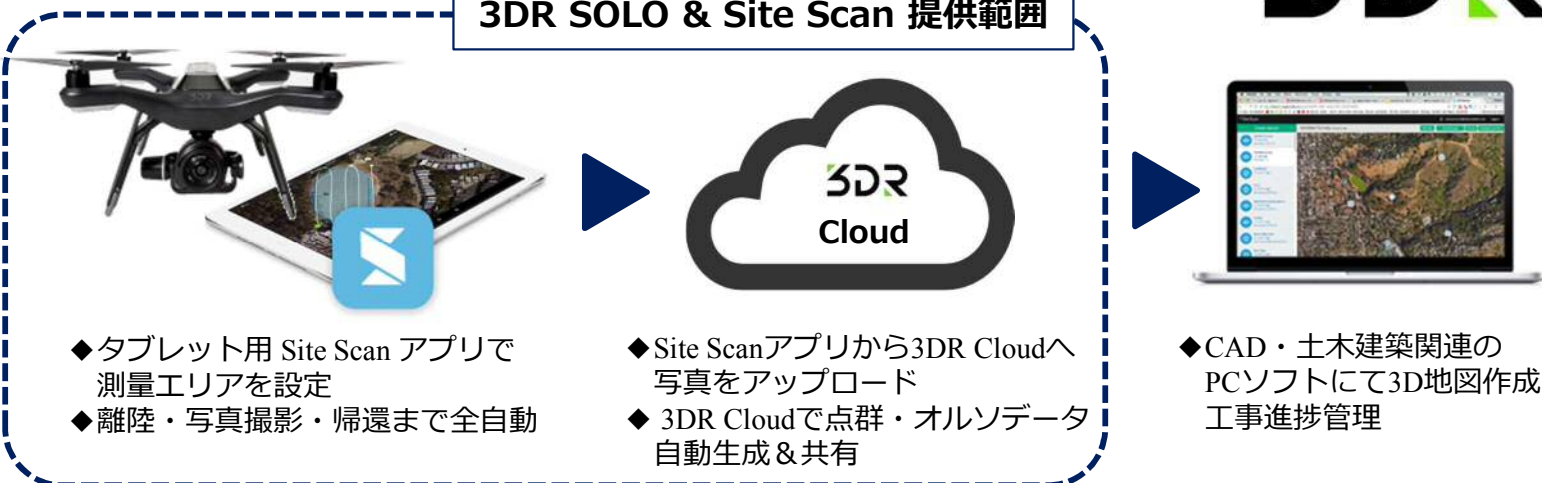 3DR SOLO & Site Scan 提供範囲
3DR
3DR
3DR
Cloud
◆タブレット用 Site Scan アプリで
測量エリアを設定
◆離陸・写真撮影・帰還まで全自動
◆Site Scanアプリから3DR Cloudへ
写真をアップロード
◆ 3DR Cloudで点群・オルソデータ
自動生成＆共有
◆CAD・土木建築関連の
PCソフトにて3D地図作成
工事進捗管理